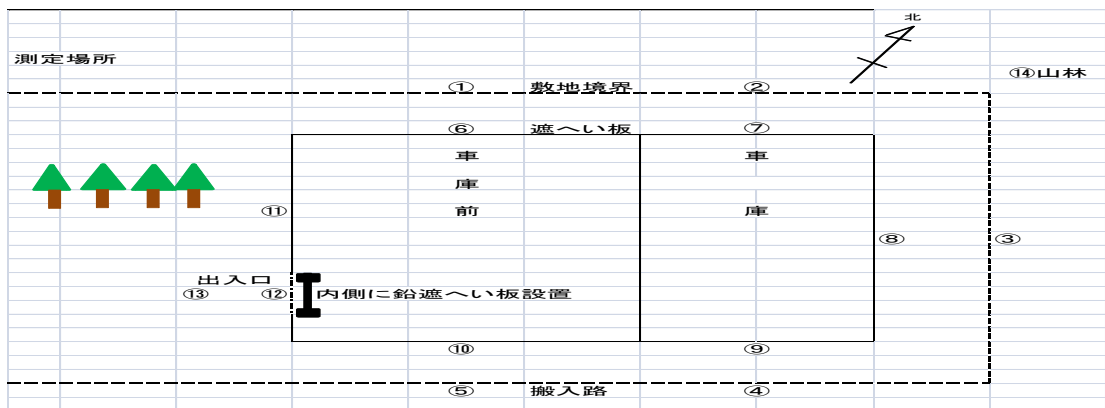 北
測定場所
⑭山林
① 敷地境界 ②
⑥ 遮へい板 ⑦
車庫前
車庫
⑪
⑧
③
出入口
⑬
⑫
内側に鉛遮へい板設置
⑩ ⑨
⑤ 搬入路 ④